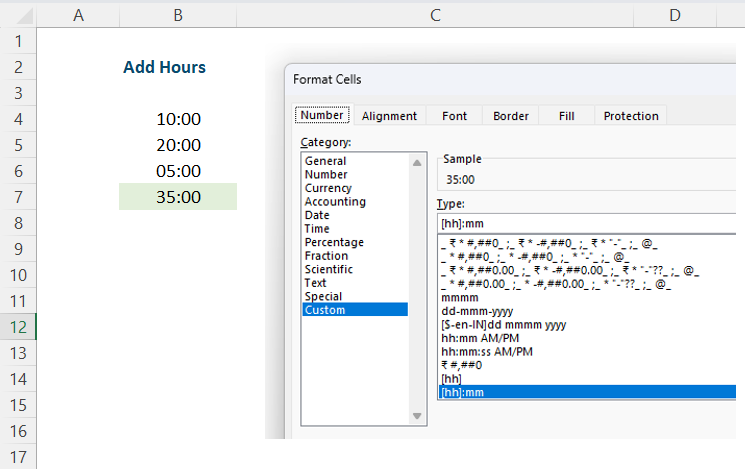 A B C D
1
2 Add Hours
3
4 10:00
5 20:00
6 05:00
7 35:00
8
9
10
11
12
13
14
15
16
17
Format Cells
Number Alignment Font Border Fill Protection
Category:
General
Number
Currency
Accounting
Date
Time
Percentage
Fraction
Scientific
Text
Special
Custom
Sample
35:00
Type:
[hh]:mm
_ ₹ * #,##0_ ;_ ₹ * -#,##0_ ;_ ₹ * "-"_ ;_ @_
_ * #,##0_ ;_ * -#,##0_ ;_ * "-"_ ;_ @_
_ ₹ * #,##0.00_ ;_ ₹ * -#,##0.00_ ;_ ₹ * "-"??_ ;_ @_
_ * #,##0.00_ ;_ * -#,##0.00_ ;_ * "-"??_ ;_ @_
mmmm
dd-mmm-yyyy
[$-en-IN]dd mmmm yyyy
hh:mm AM/PM
hh:mm:ss AM/PM
₹ #,##0
[hh]
[hh]:mm